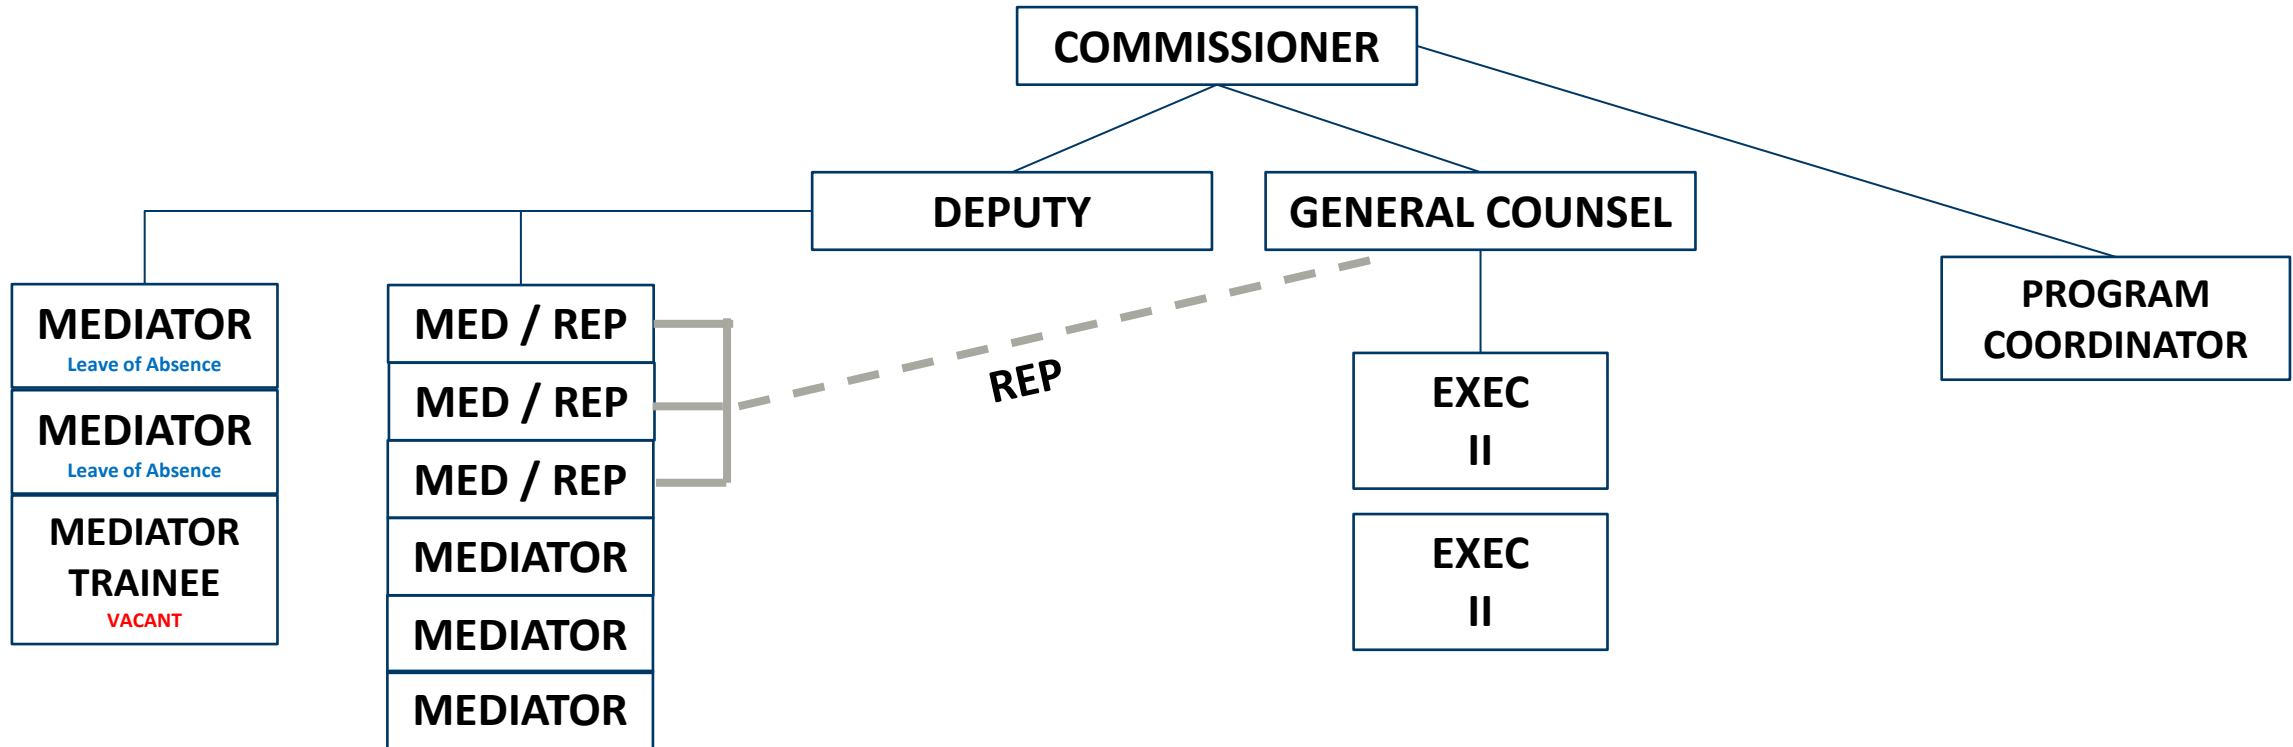 COMMISSIONER
DEPUTY
GENERAL COUNSEL
PROGRAM
COORDINATOR
MEDIATOR
Leave of Absence
MEDIATOR
Leave of Absence
MEDIATOR
TRAINEE
VACANT
MED / REP
MED / REP
MED / REP
MEDIATOR
MEDIATOR
MEDIATOR
REP
EXEC
II
EXEC
II